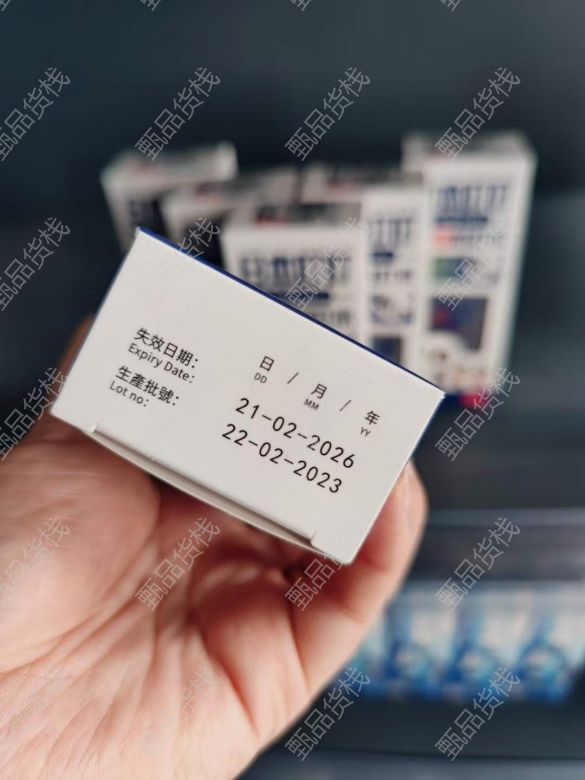 失效日期： 日 / 月 / 年
Expiry Date: DD MM YY
21-02-2026
生產批號：
Lot no: 22-02-2023
甄品货栈